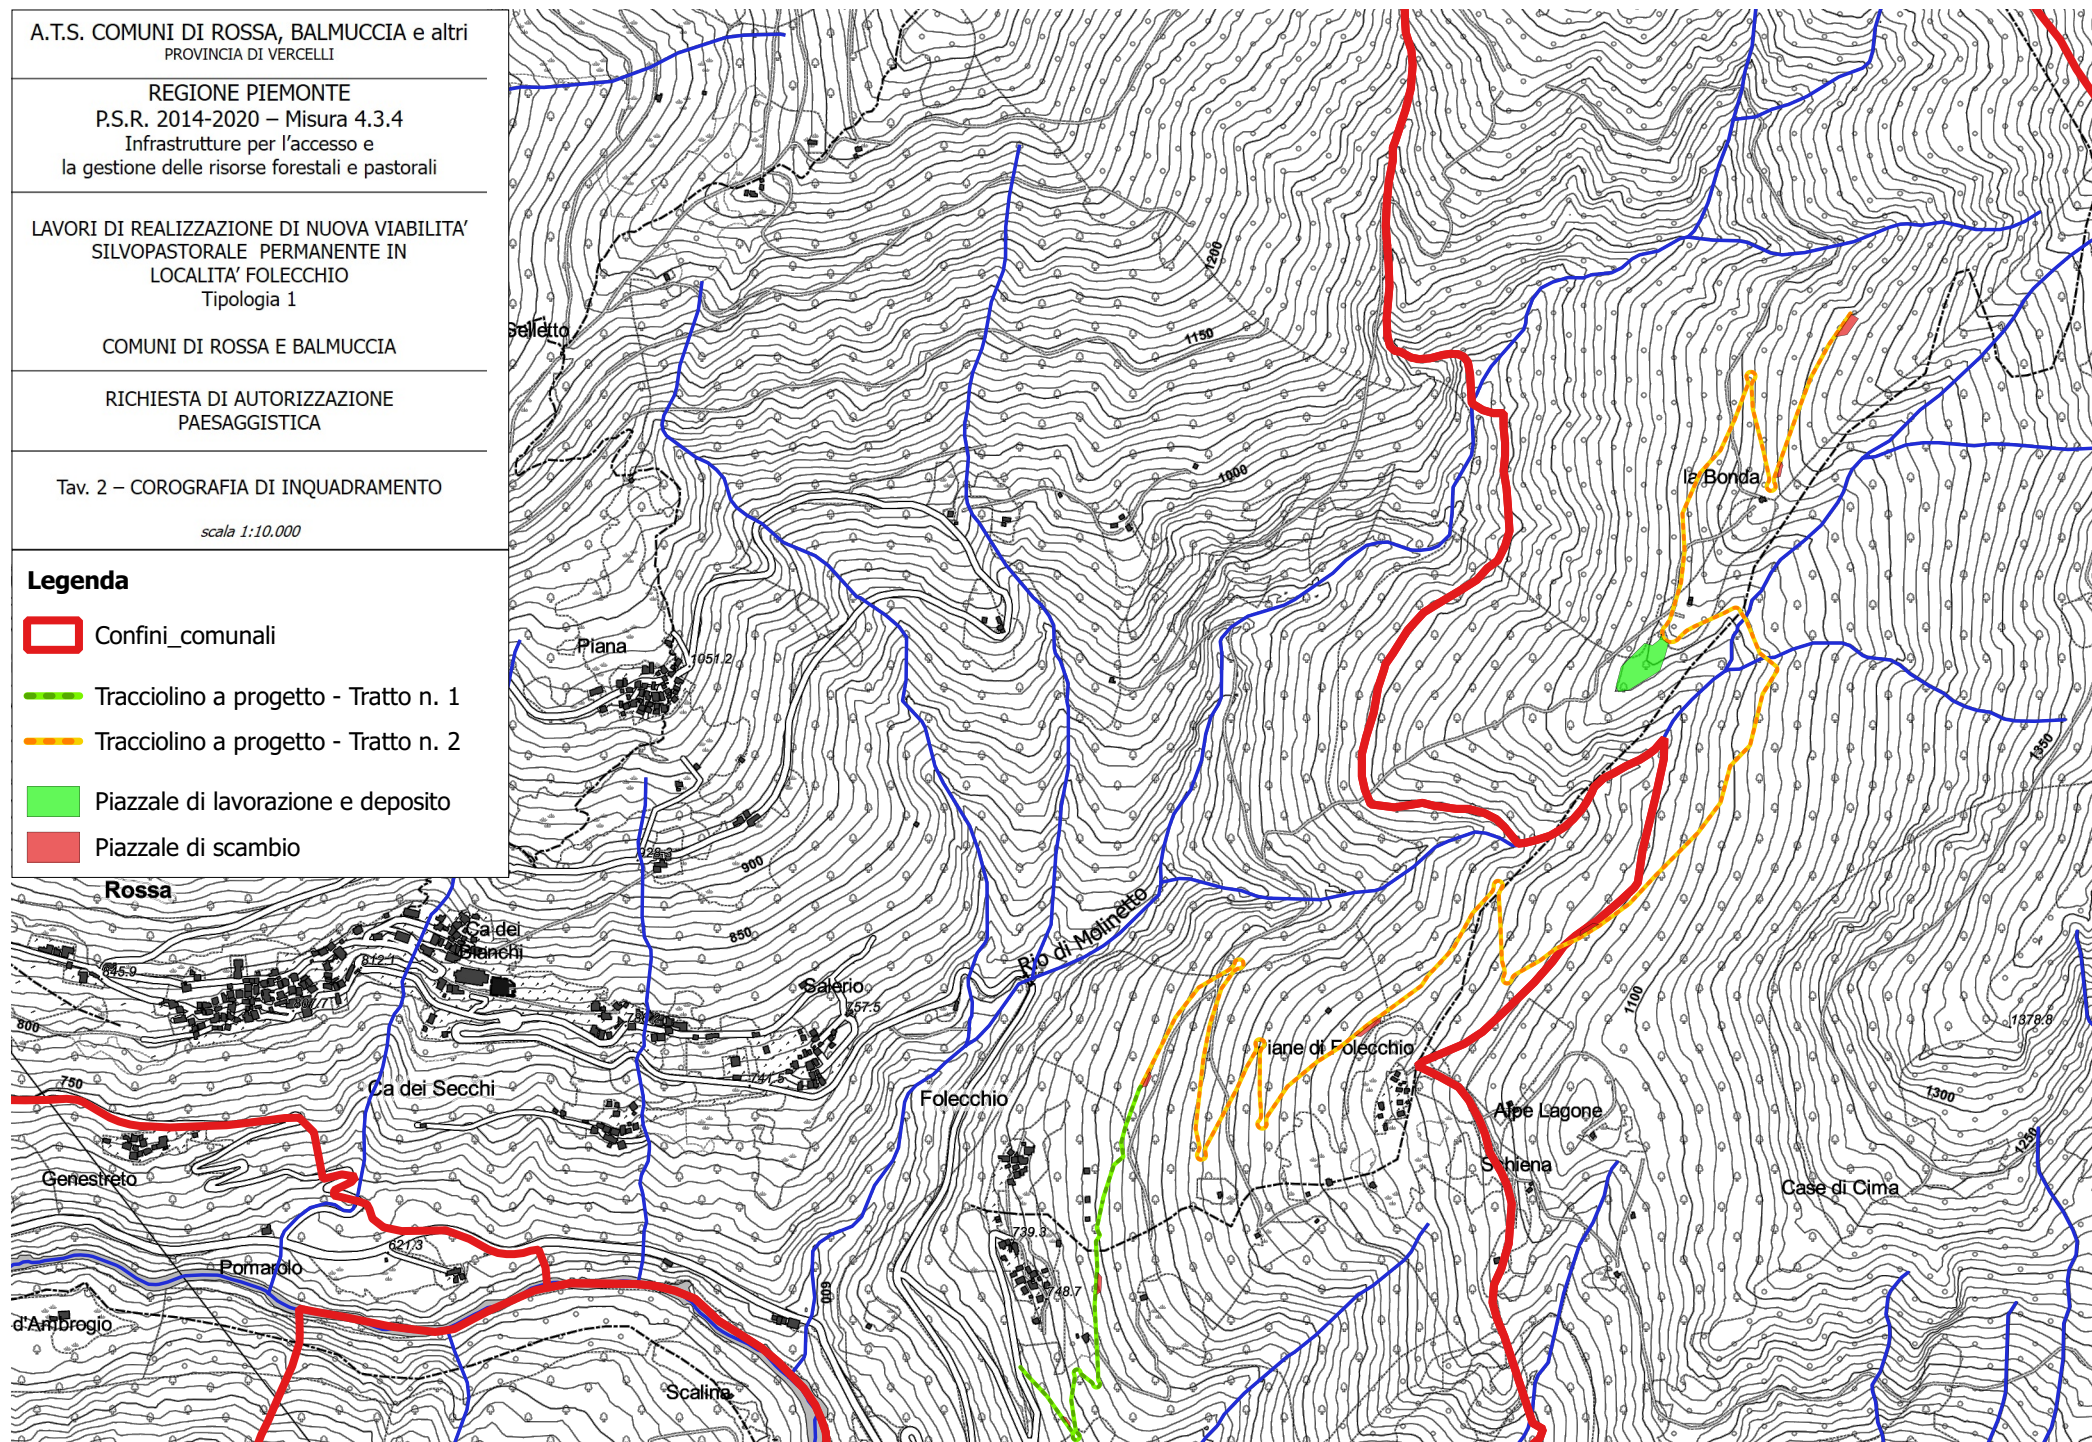 A.T.S. COMUNI DI ROSSA, BALMUCCIA e altri
PROVINCIA DI VERCELLI
REGIONE PIEMONTE
P.S.R. 2014-2020 – Misura 4.3.4
Infrastrutture per l'accesso e
la gestione delle risorse forestali e pastorali
LAVORI DI REALIZZAZIONE DI NUOVA VIABILITA'
SILVOPASTORALE PERMANENTE IN
LOCALITA' FOLECCHIO
Tipologia 1
COMUNI DI ROSSA E BALMUCCIA
RICHIESTA DI AUTORIZZAZIONE
PAESAGGISTICA
Tav. 2 – COROGRAFIA DI INQUADRAMENTO
scala 1:10.000
Legenda
Confini_comunali
Tracciolino a progetto - Tratto n. 1
Tracciolino a progetto - Tratto n. 2
Piazzale di lavorazione e deposito
Piazzale di scambio
1200
Selletto
1150
1000
la Bonda
Piana
1051.2
1350
928.3
900
Rossa
850
Ca dei
Bianchi
812.1
845.9
Rio di Molinetto
Salerio
757.5
800
1100
1378.8
741.5
iane di Folecchio
750
Ca dei Secchi
Folecchio
Alpe Lagone
1300
1250
Schiena
Genestreto
Case di Cima
739.3
621.3
Pomarolo
748.7
600
d'Ambrogio
Scalina